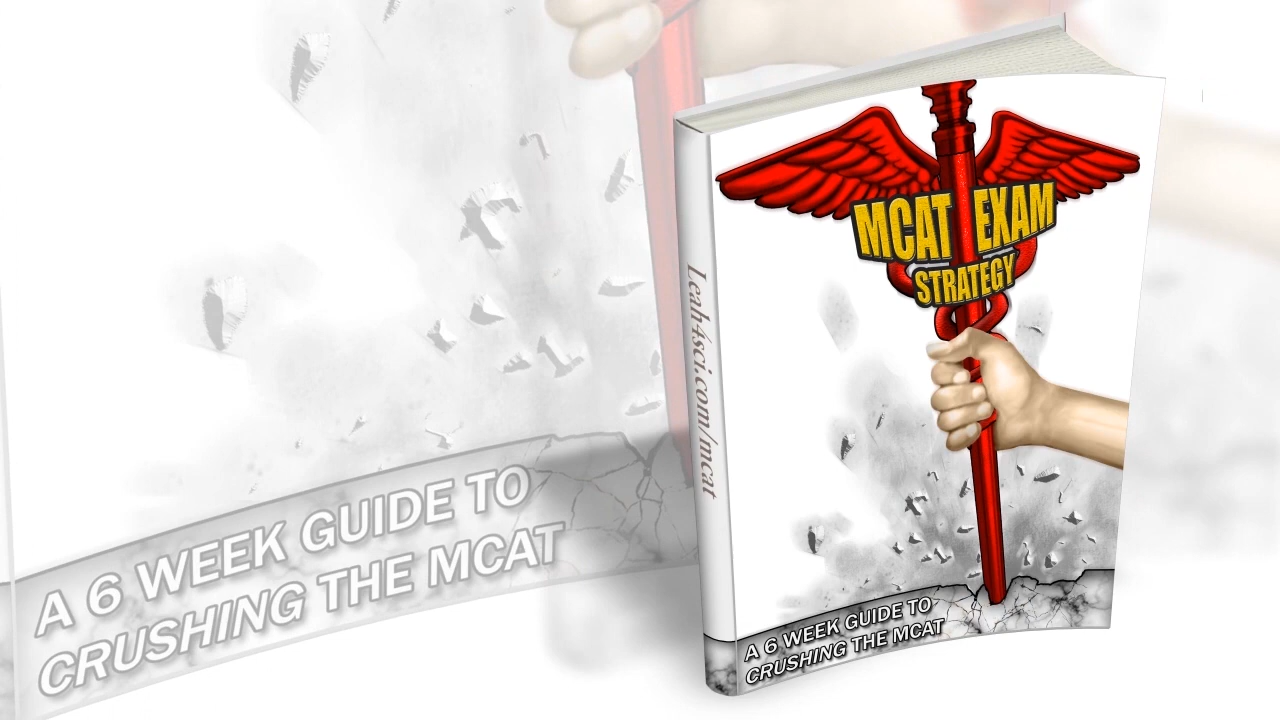 MCAT EXAM
STRATEGY
Leah4sci.com/mcat
A 6 WEEK GUIDE TO
CRUSHING THE MCAT
A 6 WEEK GUIDE TO
CRUSHING THE MCAT